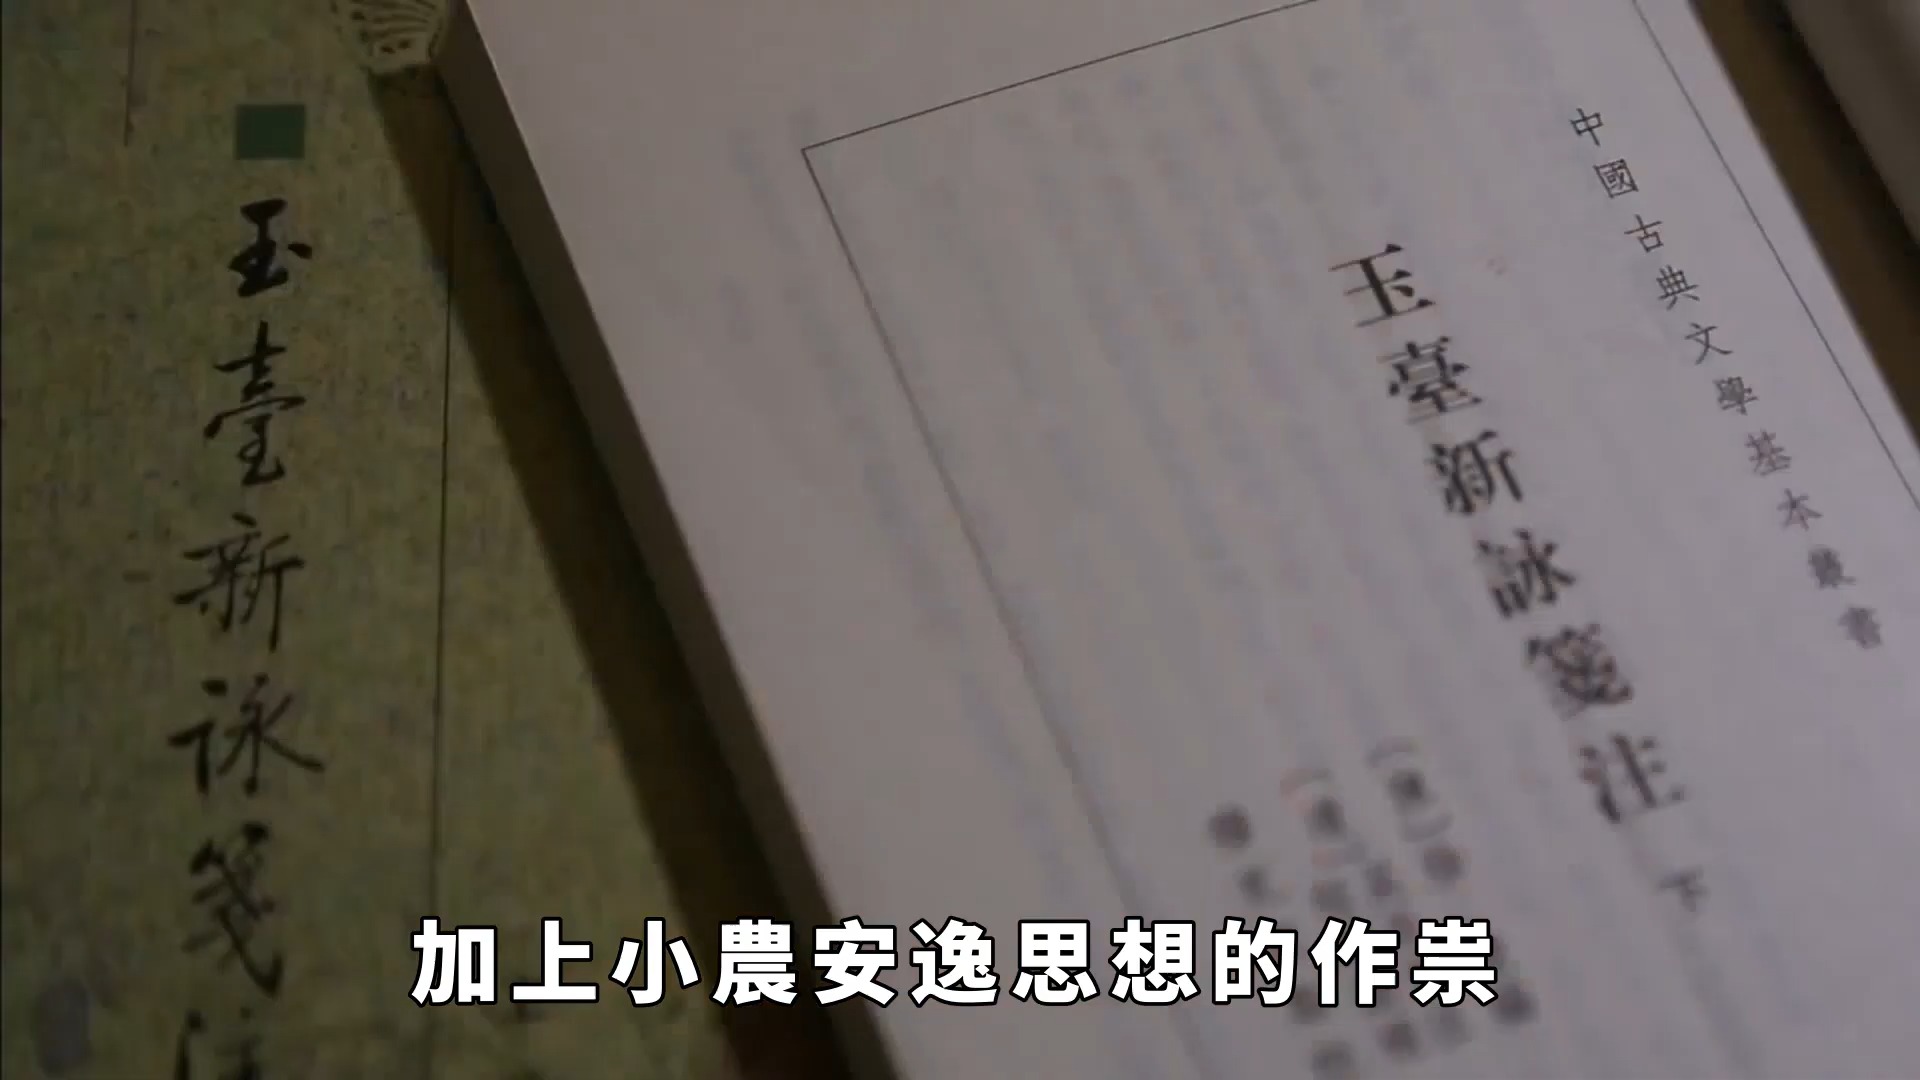 玉臺新詠箋注
中國古典文學基本叢書
玉臺新詠箋注 下
加上小農安逸思想的作祟